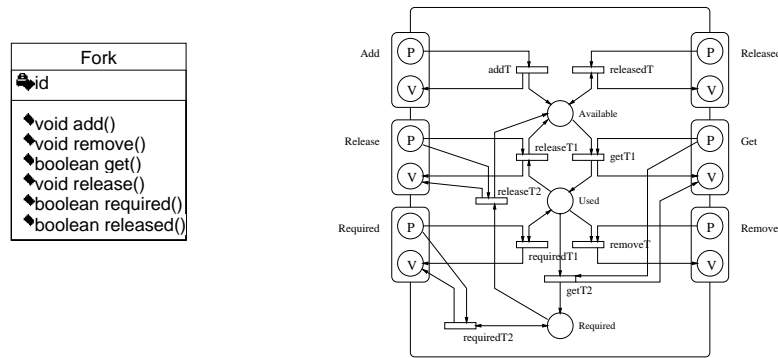 Fork
id
void add()
void remove()
boolean get()
void release()
boolean required()
boolean released()
Add
P
V
addT
releasedT
P
V
Released
Available
Release
P
V
releaseT1
getT1
releaseT2
P
V
Get
Used
Required
P
V
requiredT1
removeT
P
V
Remove
getT2
requiredT2
Required